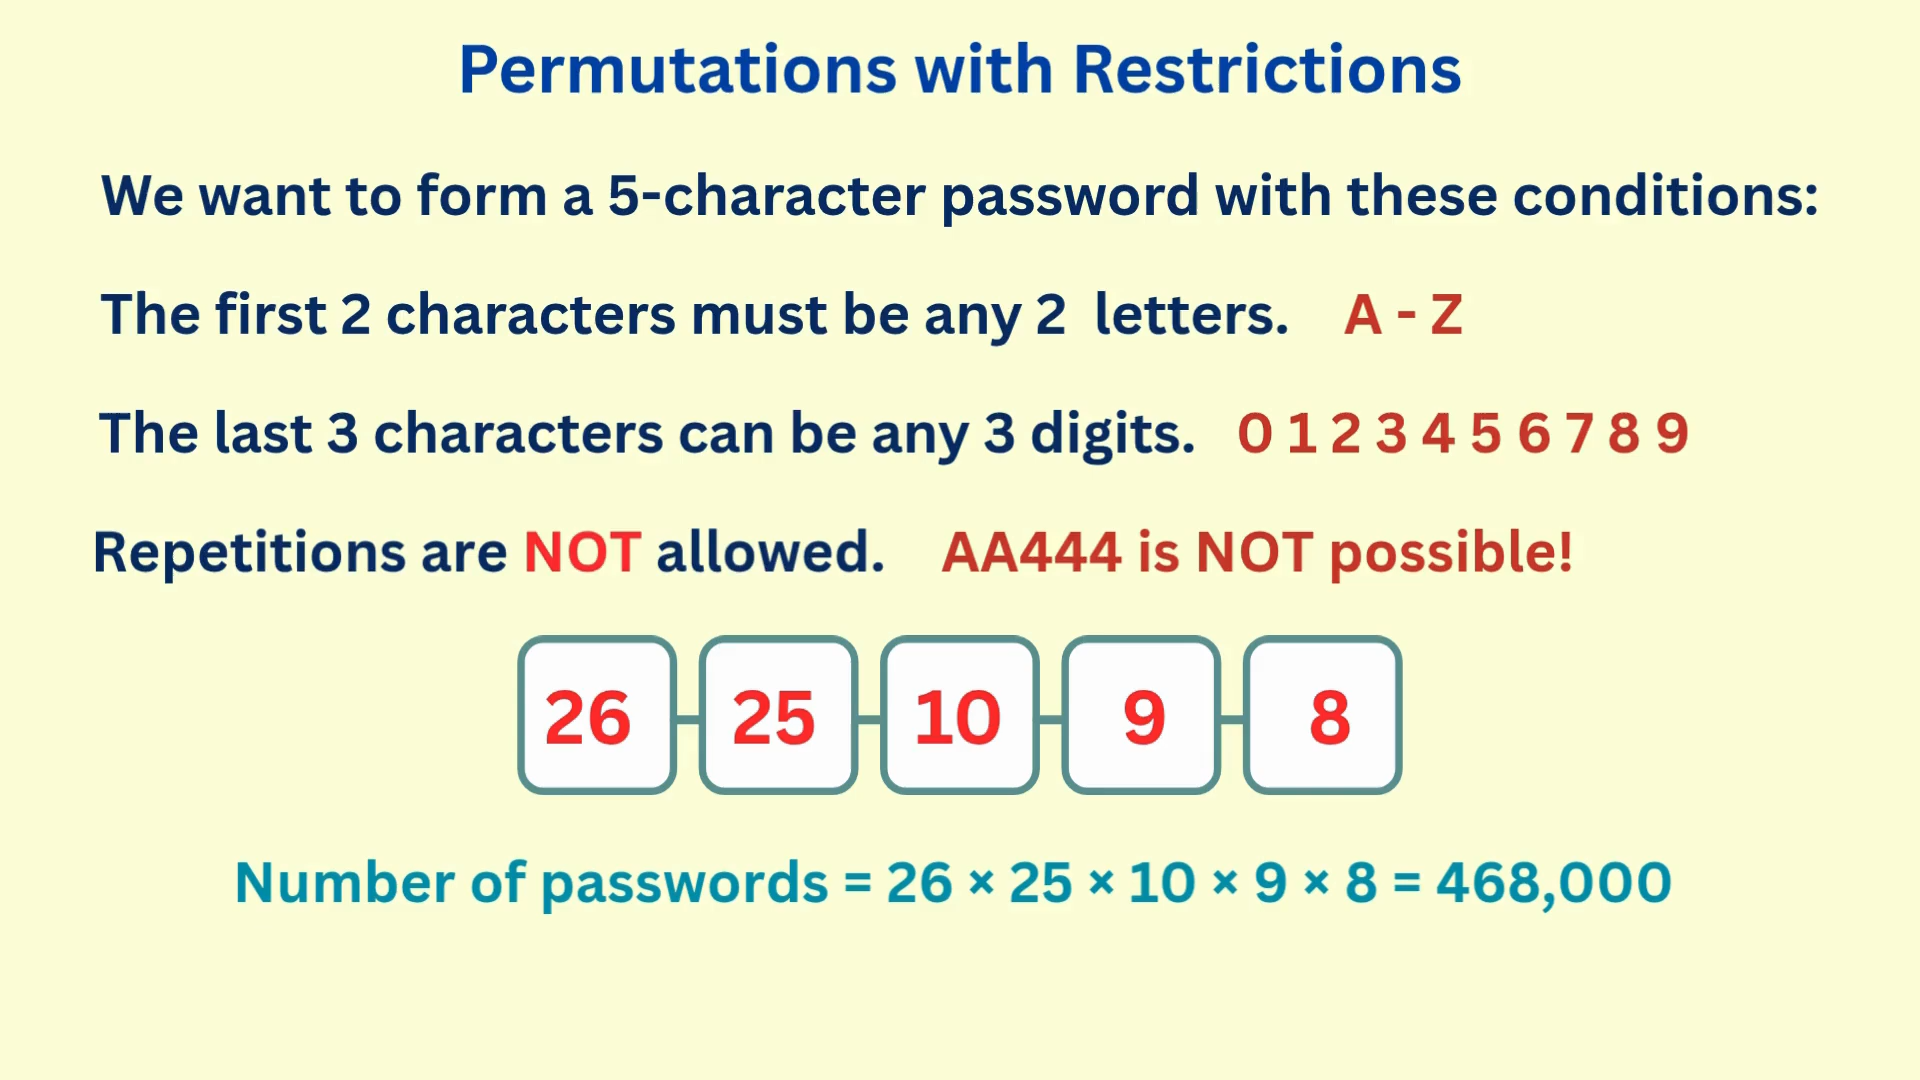 Permutations with Restrictions
We want to form a 5-character password with these conditions:
The first 2 characters must be any 2 letters. A - Z
The last 3 characters can be any 3 digits. 0 1 2 3 4 5 6 7 8 9
Repetitions are NOT allowed. AA444 is NOT possible!
26 25 10 9 8
Number of passwords = 26 × 25 × 10 × 9 × 8 = 468,000